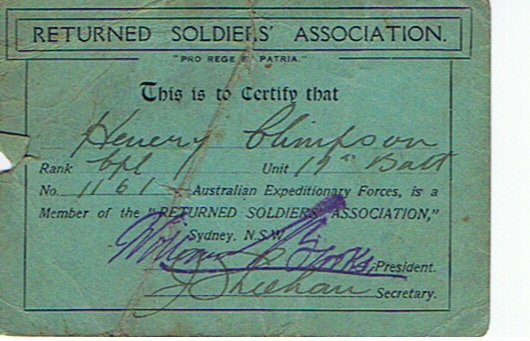 RETURNED SOLDIERS' ASSOCIATION.
"PRO REGE ET PATRIA."
This is to Certify that
Henery Climpson
Rank Cpl Unit 19th Batt
No. 1161 Australian Expeditionary Forces, is a
Member of the "RETURNED SOLDIERS' ASSOCIATION,"
Sydney, N.S.W.
President.
J Sheehan Secretary.